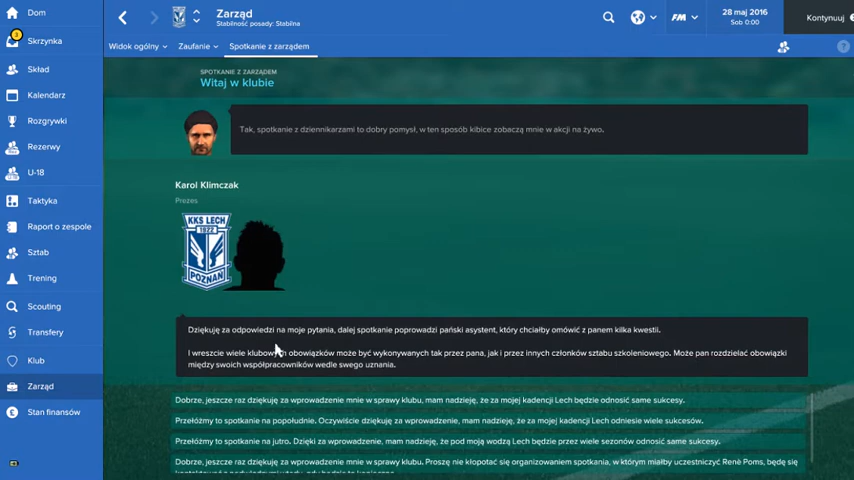 Dom
3
Skrzynka
Skład
Kalendarz
Rozgrywki
Rezerwy
U-18
Taktyka
Raport o zespole
Sztab
Trening
Scouting
Transfery
Klub
Zarząd
Stan finansów
Zarząd
Stabilność posady: Stabilna
FM
28 maj 2016
Sob 0:00
Kontynuuj
Widok ogólny
Zaufanie
Spotkanie z zarządem
SPOTKANIE Z ZARZĄDEM
Witaj w klubie
Tak, spotkanie z dziennikarzami to dobry pomysł, w ten sposób kibice zobaczą mnie w akcji na żywo.
Karol Klimczak
Prezes
KKS LECH
1922
POZNAŃ
Dziękuję za odpowiedzi na moje pytania, dalej spotkanie poprowadzi pański asystent, który chciałby omówić z panem kilka kwestii.
I wreszcie wiele klubowych obowiązków może być wykonywanych tak przez pana, jak i przez innych członków sztabu szkoleniowego. Może pan rozdzielać obowiązki
między swoich współpracowników wedle swego uznania.
Dobrze, jeszcze raz dziękuję za wprowadzenie mnie w sprawy klubu, mam nadzieję, że za mojej kadencji Lech będzie odnosić same sukcesy.
Przełóżmy to spotkanie na popołudnie. Oczywiście dziękuję za wprowadzenie, mam nadzieję, że za mojej kadencji Lech odniesie wiele sukcesów.
Przełóżmy to spotkanie na jutro. Dzięki za wprowadzenie, mam nadzieję, że pod moją wodzą Lech będzie przez wiele sezonów odnosić same sukcesy.
Dobrze, jeszcze raz dziękuję za wprowadzenie mnie w sprawy klubu. Proszę nie kłopotać się organizowaniem spotkania, w którym miałby uczestniczyć Renè Poms, będę się